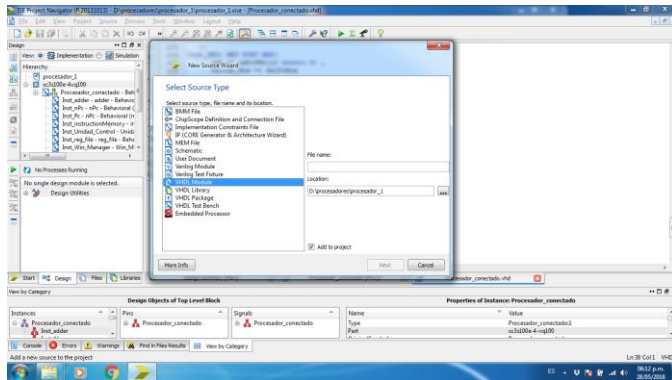 ISE Project Navigator (P.20131013) - D:\procesadores\procesador_1\procesador_1.xise - [Procesador_conectado.vhd]
File Edit View Project Source Process Tools Window Layout Help
Design
View: Implementation Simulation
Hierarchy
procesador_1
xc3s100e-4vq100
Procesador_conectado - Beh
Inst_adder - adder - Behavio
Inst_nPc - nPc - Behavioral (
Inst_Pc - nPc - Behavioral (n
Inst_instructionMemory - in
Inst_Unidad_Control - Unida
Inst_reg_file - reg_file - Beha
Inst_Win_Manager - Win_M
No Processes Running
No single design module is selected.
Design Utilities
New Source Wizard
Select Source Type
Select source type, file name and its location.
BMM File
ChipScope Definition and Connection File
Implementation Constraints File
IP (CORE Generator & Architecture Wizard)
MEM File
Schematic
User Document
Verilog Module
Verilog Test Fixture
VHDL Module
VHDL Library
VHDL Package
VHDL Test Bench
Embedded Processor
File name:
Location:
D:\procesadores\procesador_1
...
Add to project
More Info
Next
Cancel
Start Design Files Libraries
esador_conectado.vhd
View by Category
Design Objects of Top Level Block
Properties of Instance: Procesador_conectado
Instances
Pins
Signals
Name Value
Procesador_conectado
Procesador_conectado
Procesador_conectado
Type Procesador_conectado:1
Inst_adder
Part xc3s100e-4-vq100
Console Errors Warnings Find in Files Results View by Category
Add a new source to the project
Ln 38 Col 1 VHD
ES
06:12 p.m.
28/05/2018